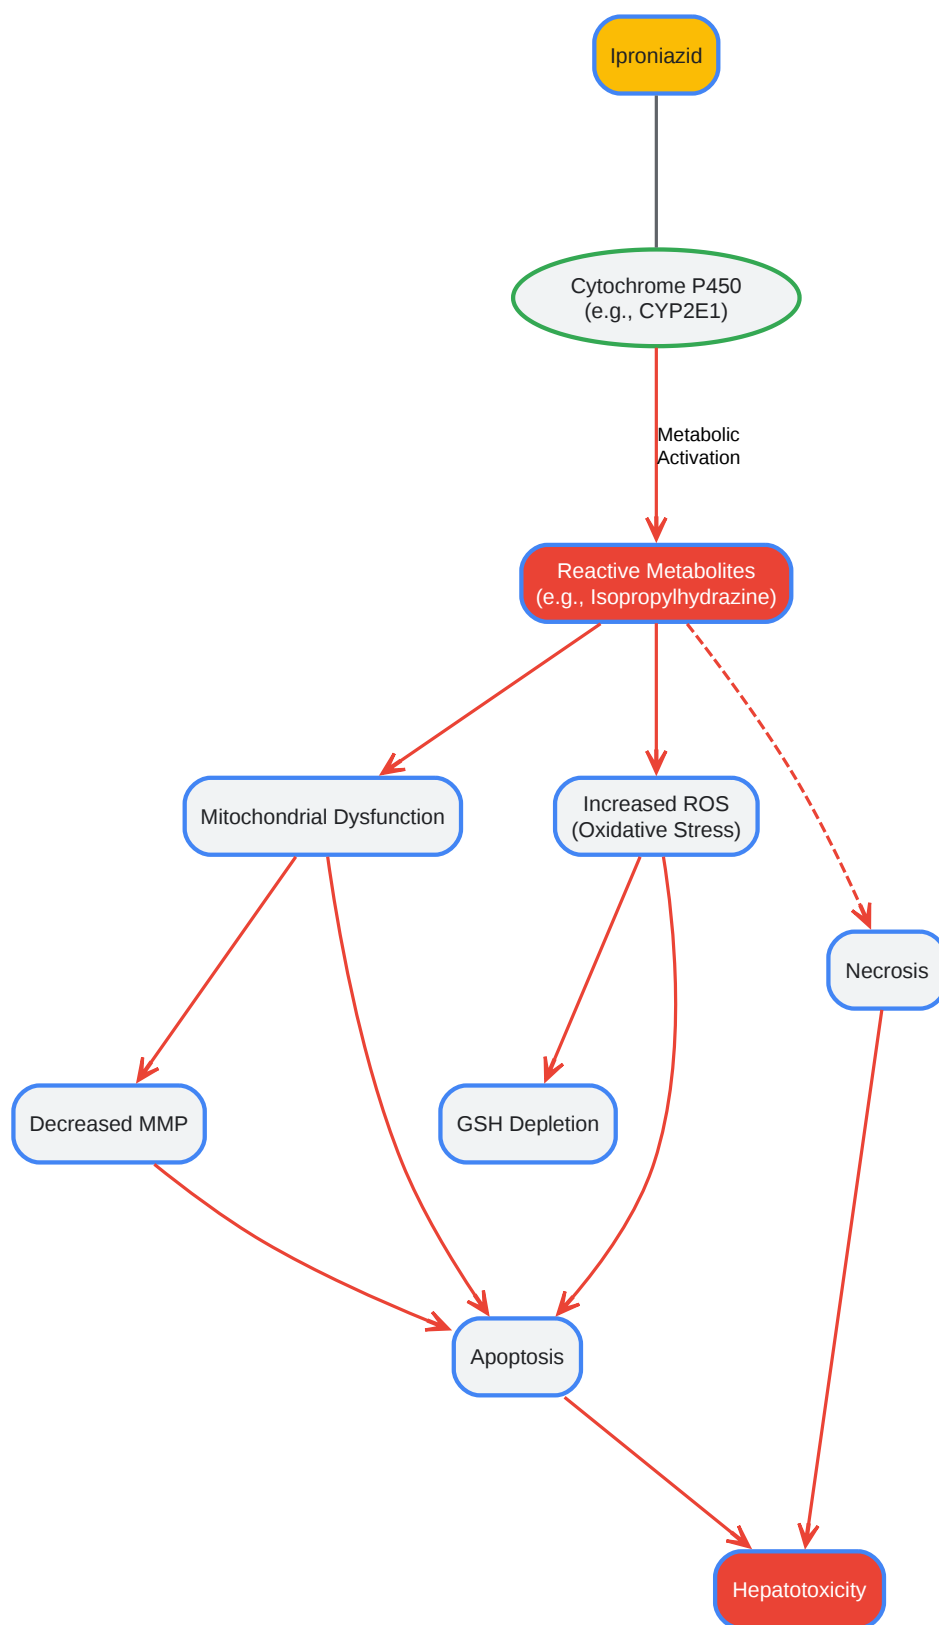 Iproniazid
Cytochrome P450
(e.g., CYP2E1)
Metabolic
Activation
Reactive Metabolites
(e.g., Isopropylhydrazine)
Mitochondrial Dysfunction
Increased ROS
(Oxidative Stress)
Necrosis
Decreased MMP
GSH Depletion
Apoptosis
Hepatotoxicity